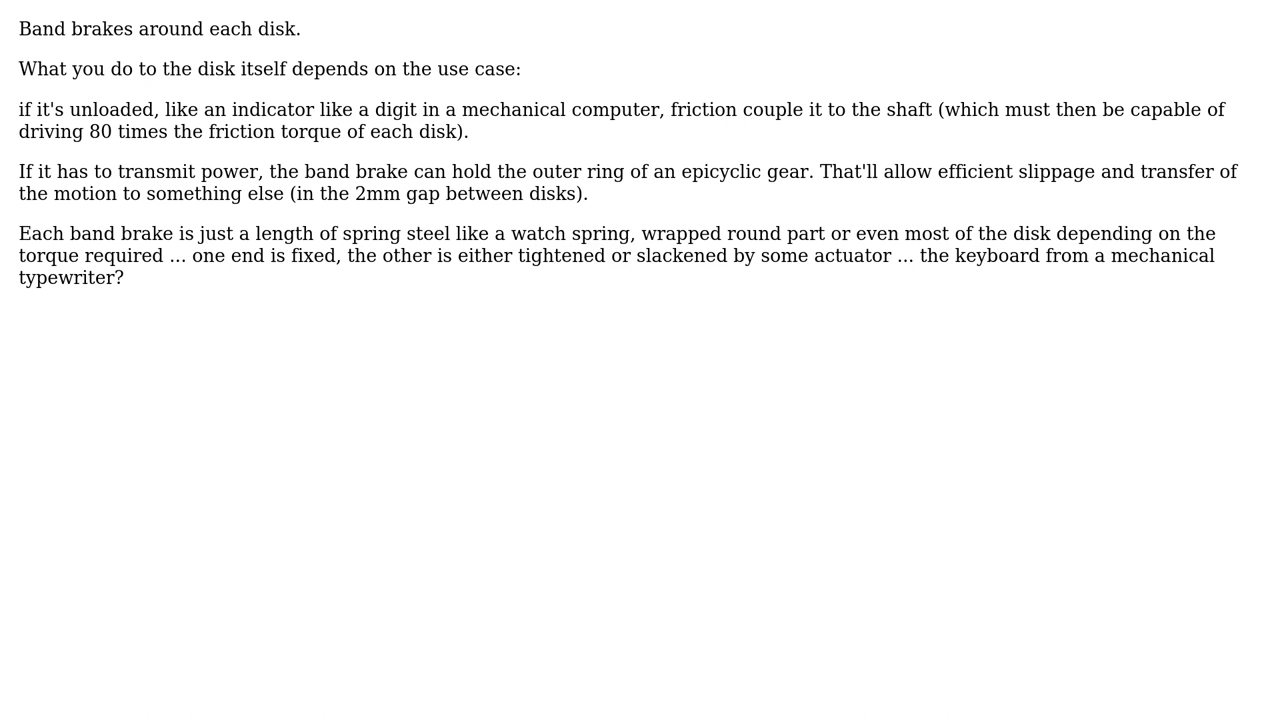 Band brakes around each disk.
What you do to the disk itself depends on the use case:
if it's unloaded, like an indicator like a digit in a mechanical computer, friction couple it to the shaft (which must then be capable of
driving 80 times the friction torque of each disk).
If it has to transmit power, the band brake can hold the outer ring of an epicyclic gear. That'll allow efficient slippage and transfer of
the motion to something else (in the 2mm gap between disks).
Each band brake is just a length of spring steel like a watch spring, wrapped round part or even most of the disk depending on the
torque required ... one end is fixed, the other is either tightened or slackened by some actuator ... the keyboard from a mechanical
typewriter?